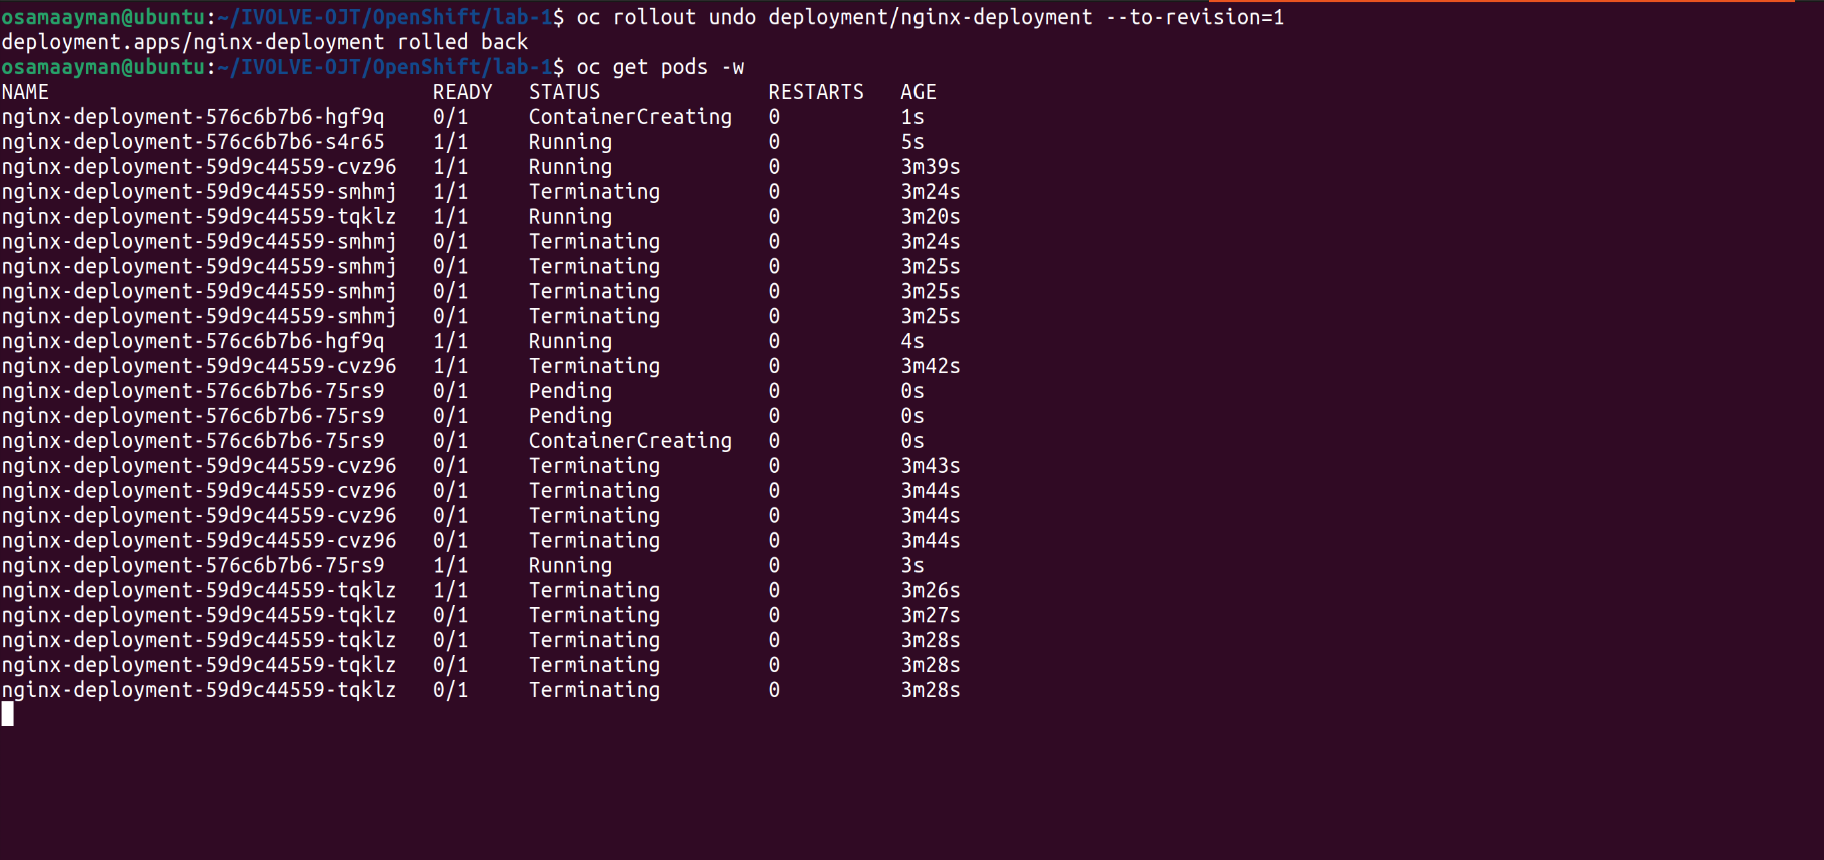 osamaayman@ubuntu:~/IVOLVE-OJT/OpenShift/lab-1$ oc rollout undo deployment/nginx-deployment --to-revision=1
deployment.apps/nginx-deployment rolled back
osamaayman@ubuntu:~/IVOLVE-OJT/OpenShift/lab-1$ oc get pods -w
NAME                                READY   STATUS              RESTARTS   AGE
nginx-deployment-576c6b7b6-hgf9q    0/1     ContainerCreating   0          1s
nginx-deployment-576c6b7b6-s4r65    1/1     Running             0          5s
nginx-deployment-59d9c44559-cvz96   1/1     Running             0          3m39s
nginx-deployment-59d9c44559-smhmj   1/1     Terminating         0          3m24s
nginx-deployment-59d9c44559-tqklz   1/1     Running             0          3m20s
nginx-deployment-59d9c44559-smhmj   0/1     Terminating         0          3m24s
nginx-deployment-59d9c44559-smhmj   0/1     Terminating         0          3m25s
nginx-deployment-59d9c44559-smhmj   0/1     Terminating         0          3m25s
nginx-deployment-59d9c44559-smhmj   0/1     Terminating         0          3m25s
nginx-deployment-576c6b7b6-hgf9q    1/1     Running             0          4s
nginx-deployment-59d9c44559-cvz96   1/1     Terminating         0          3m42s
nginx-deployment-576c6b7b6-75rs9    0/1     Pending             0          0s
nginx-deployment-576c6b7b6-75rs9    0/1     Pending             0          0s
nginx-deployment-576c6b7b6-75rs9    0/1     ContainerCreating   0          0s
nginx-deployment-59d9c44559-cvz96   0/1     Terminating         0          3m43s
nginx-deployment-59d9c44559-cvz96   0/1     Terminating         0          3m44s
nginx-deployment-59d9c44559-cvz96   0/1     Terminating         0          3m44s
nginx-deployment-59d9c44559-cvz96   0/1     Terminating         0          3m44s
nginx-deployment-576c6b7b6-75rs9    1/1     Running             0          3s
nginx-deployment-59d9c44559-tqklz   1/1     Terminating         0          3m26s
nginx-deployment-59d9c44559-tqklz   0/1     Terminating         0          3m27s
nginx-deployment-59d9c44559-tqklz   0/1     Terminating         0          3m28s
nginx-deployment-59d9c44559-tqklz   0/1     Terminating         0          3m28s
nginx-deployment-59d9c44559-tqklz   0/1     Terminating         0          3m28s